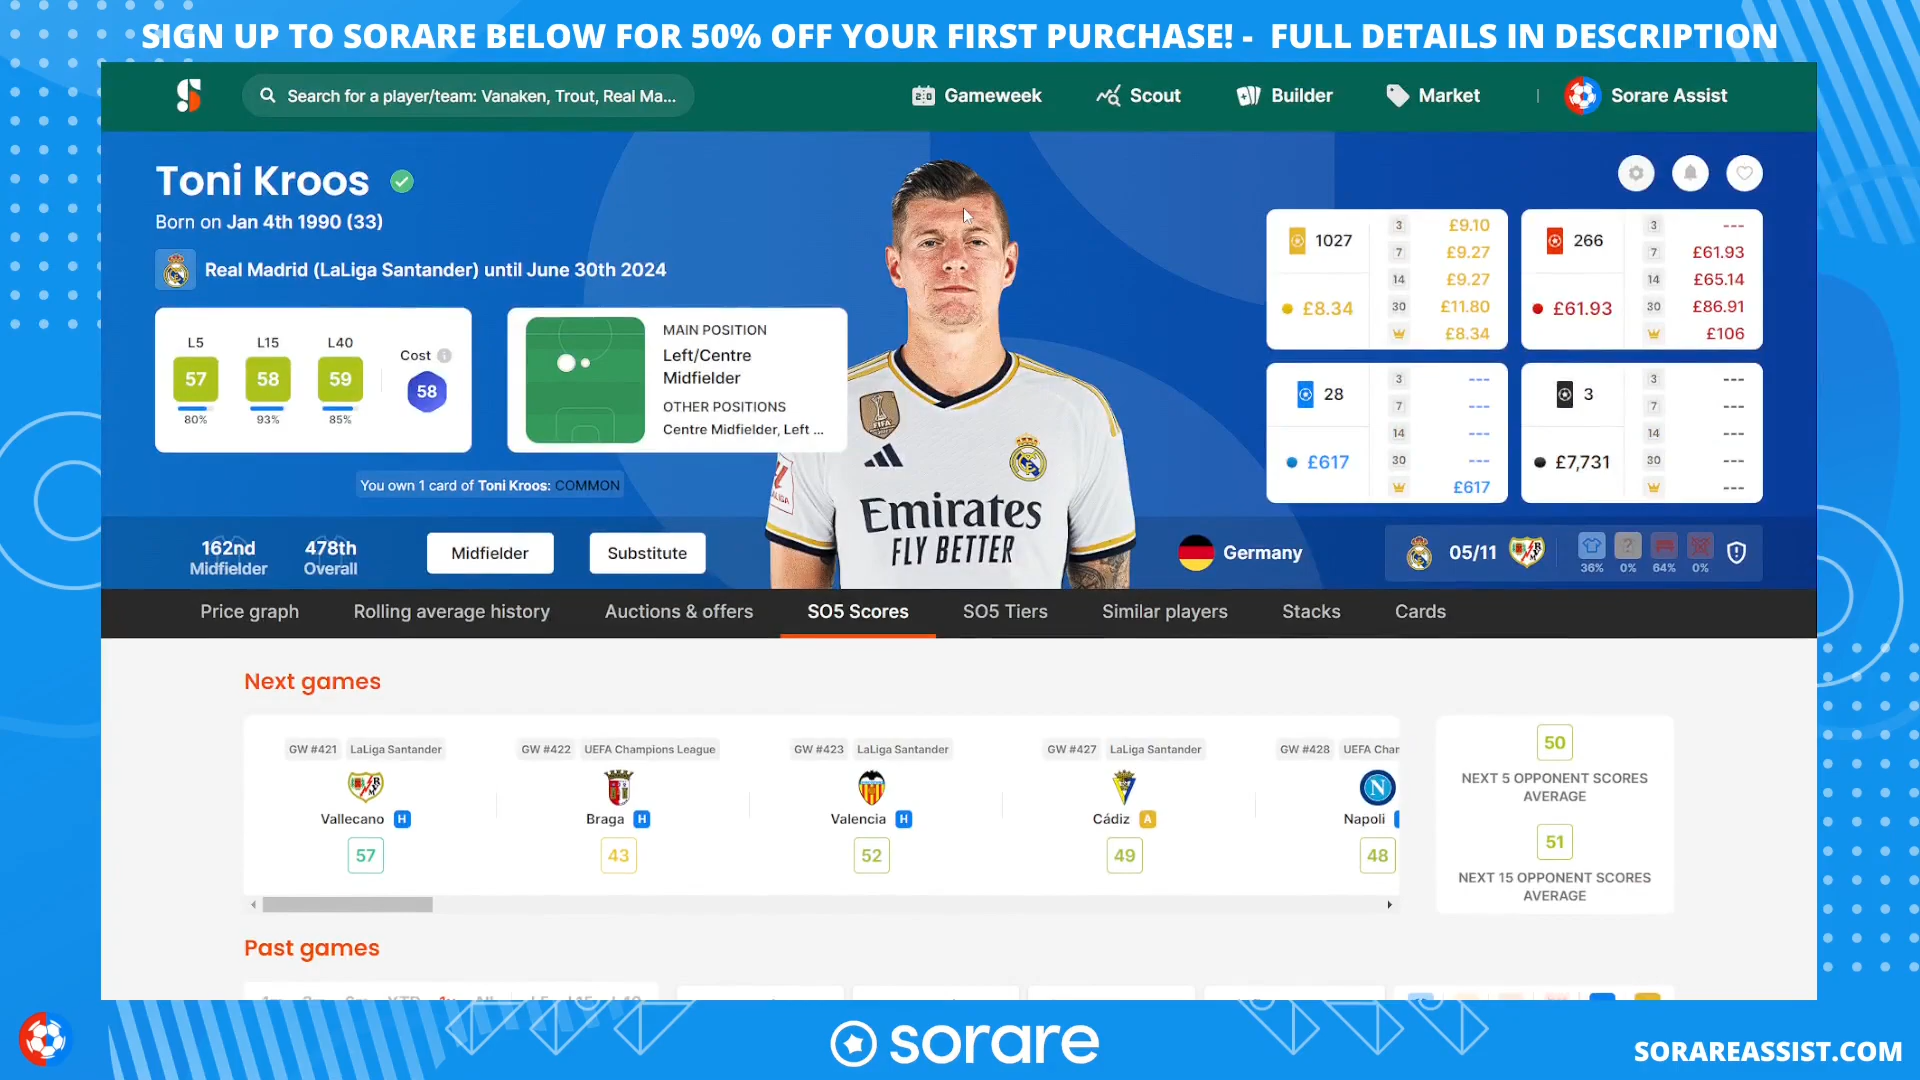 SIGN UP TO SORARE BELOW FOR 50% OFF YOUR FIRST PURCHASE! - FULL DETAILS IN DESCRIPTION
Search for a player/team: Vanaken, Trout, Real Ma...
Gameweek
Scout
Builder
Market
Sorare Assist
Toni Kroos
Born on Jan 4th 1990 (33)
Real Madrid (LaLiga Santander) until June 30th 2024
L5
L15
L40
Cost
57
58
59
58
80%
93%
85%
MAIN POSITION
Left/Centre
Midfielder
OTHER POSITIONS
Centre Midfielder, Left ...
You own 1 card of Toni Kroos: COMMON
1027
£8.34
3 £9.10
7 £9.27
14 £9.27
30 £11.80
£8.34
266
£61.93
3 ---
7 £61.93
14 £65.14
30 £86.91
£106
28
£617
3 ---
7 ---
14 ---
30 ---
£617
3
£7,731
3 ---
7 ---
14 ---
30 ---
---
FIFA
Emirates
FLY BETTER
162nd
Midfielder
478th
Overall
Midfielder
Substitute
Germany
05/11
36%
?
0%
64%
0%
Price graph
Rolling average history
Auctions & offers
SO5 Scores
SO5 Tiers
Similar players
Stacks
Cards
Next games
GW #421 LaLiga Santander
Vallecano H
57
GW #422 UEFA Champions League
Braga H
43
GW #423 LaLiga Santander
Valencia H
52
GW #427 LaLiga Santander
Cádiz A
49
GW #428 UEFA Char
Napoli
48
50
NEXT 5 OPPONENT SCORES
AVERAGE
51
NEXT 15 OPPONENT SCORES
AVERAGE
Past games
sorare
SORAREASSIST.COM